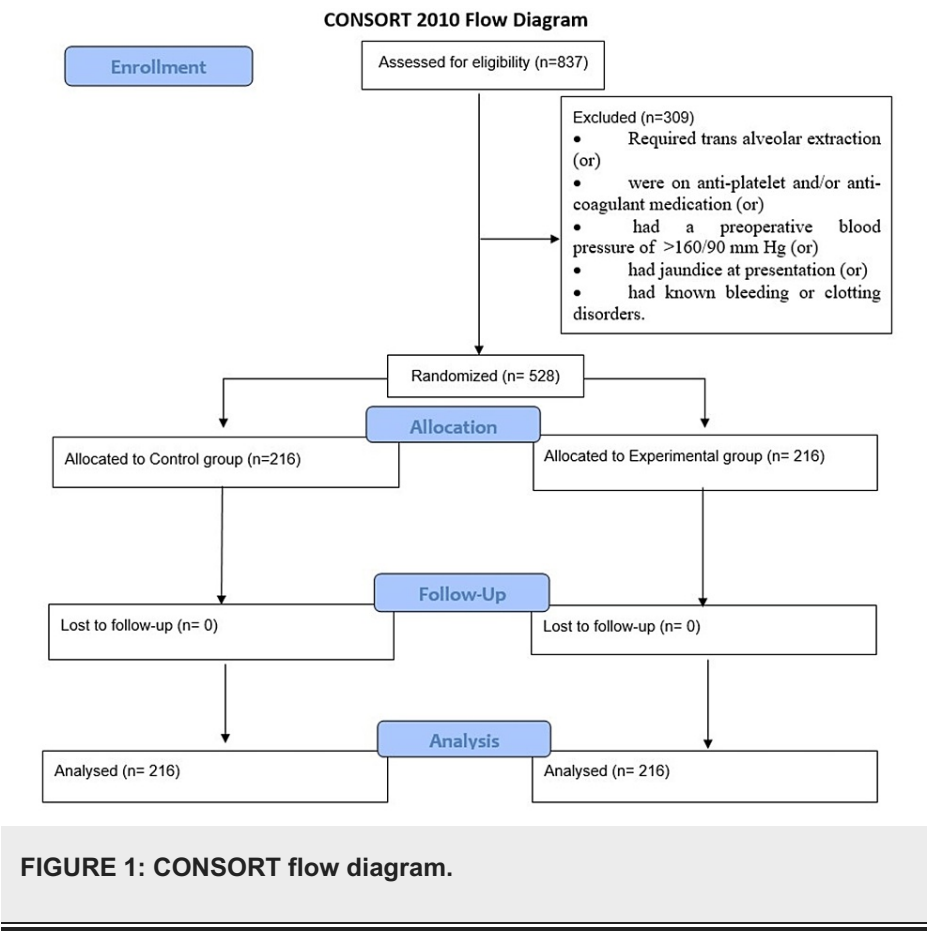 CONSORT 2010 Flow Diagram
Enrollment
Assessed for eligibility (n=837)
Excluded (n=309)
• Required trans alveolar extraction
(or)
• were on anti-platelet and/or anti-
coagulant medication (or)
• had a preoperative blood
pressure of >160/90 mm Hg (or)
• had jaundice at presentation (or)
• had known bleeding or clotting
disorders.
Randomized (n= 528)
Allocation
Allocated to Control group (n=216)
Allocated to Experimental group (n= 216)
Follow-Up
Lost to follow-up (n= 0)
Lost to follow-up (n= 0)
Analysis
Analysed (n= 216)
Analysed (n= 216)
FIGURE 1: CONSORT flow diagram.